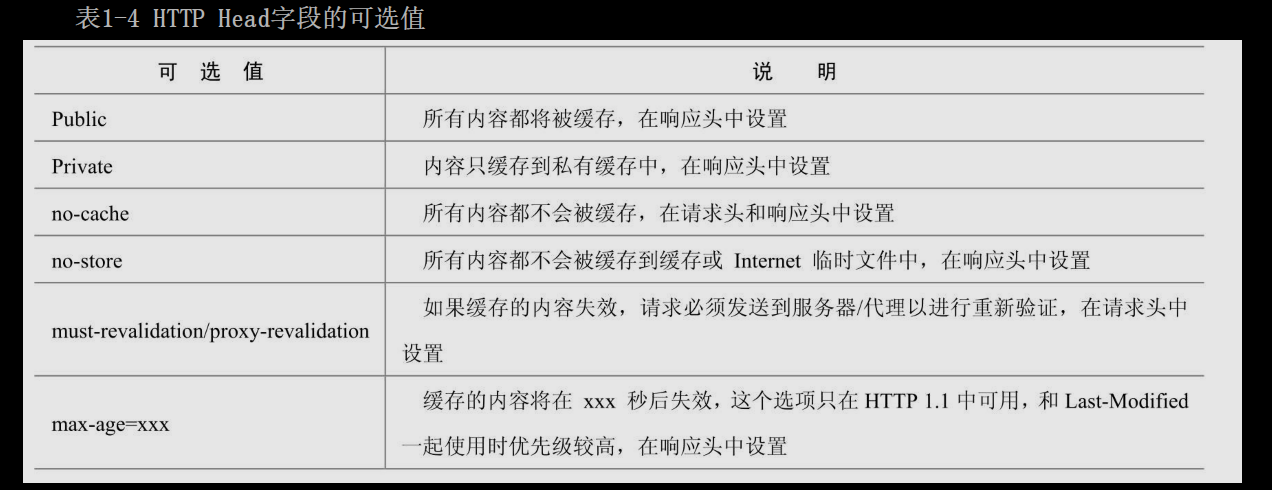 表1-4 HTTP Head字段的可选值
可 选 值 说 明
Public 所有内容都将被缓存，在响应头中设置
Private 内容只缓存到私有缓存中，在响应头中设置
no-cache 所有内容都不会被缓存，在请求头和响应头中设置
no-store 所有内容都不会被缓存到缓存或 Internet 临时文件中，在响应头中设置
must-revalidation/proxy-revalidation 如果缓存的内容失效，请求必须发送到服务器/代理以进行重新验证，在请求头中
设置
max-age=xxx 缓存的内容将在 xxx 秒后失效，这个选项只在 HTTP 1.1 中可用，和 Last-Modified
一起使用时优先级较高，在响应头中设置